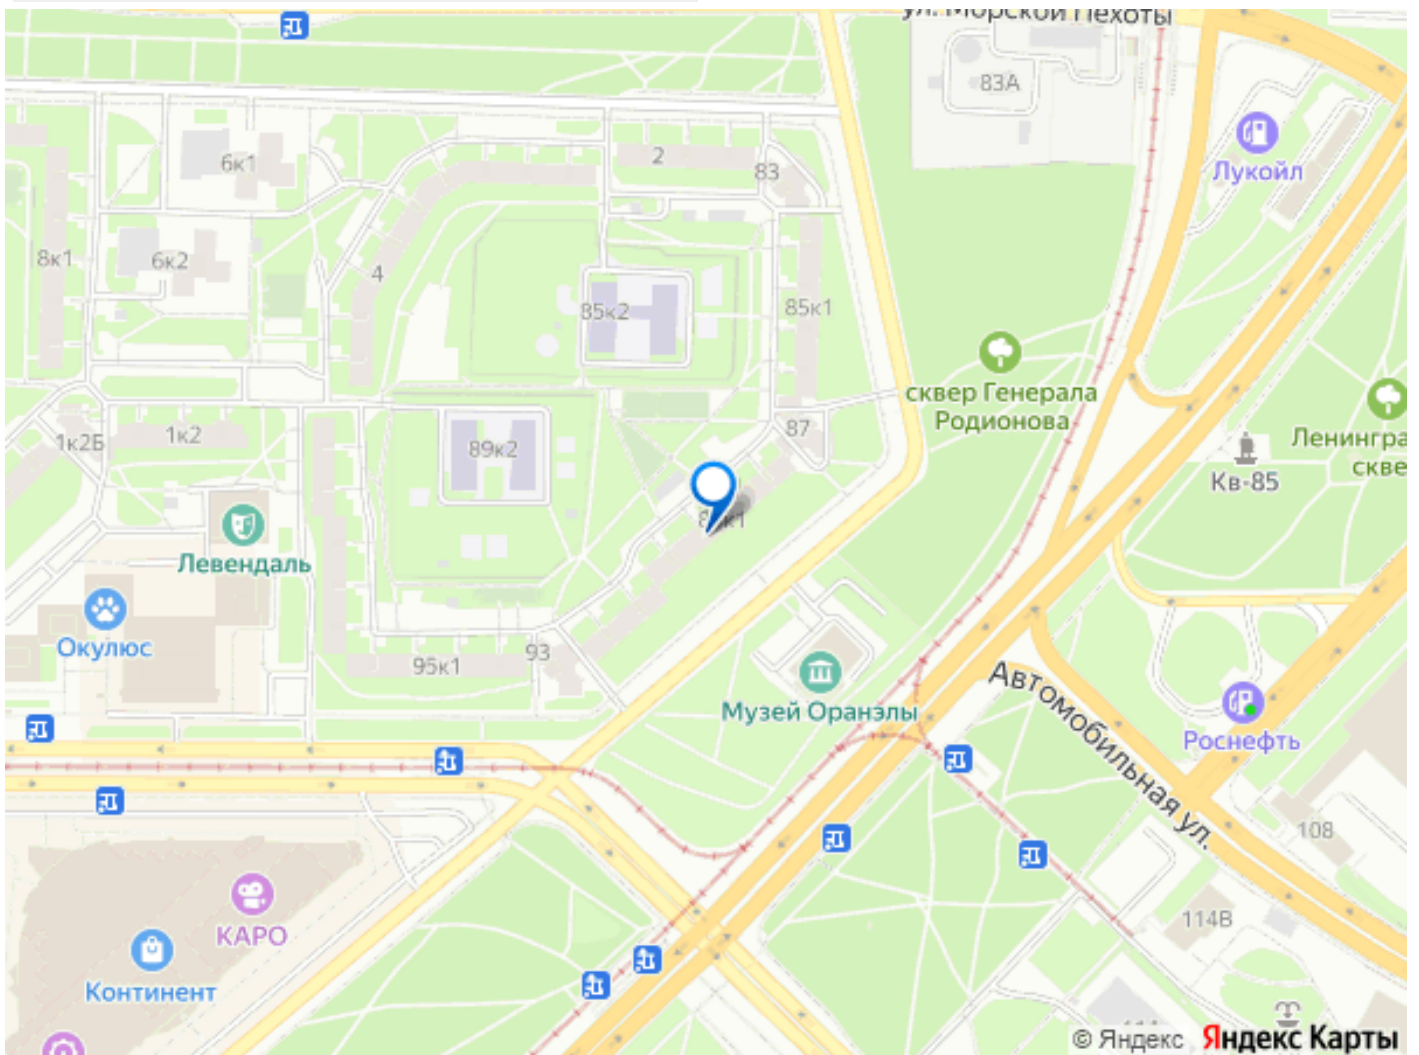 ул. Морской Пехоты
83А
Лукойл
2
83
6к1
8к1
6к2
4
85к2
85к1
сквер Генерала
Родионова
Ленингра
скве
Кв-85
87
1к2Б
1к2
89к2
Левендаль
Окулюс
95к1
93
Музей Оранэлы
Автомобильная ул.
Роснефть
108
114В
КАРО
Континент
© Яндекс
Яндекс Карты